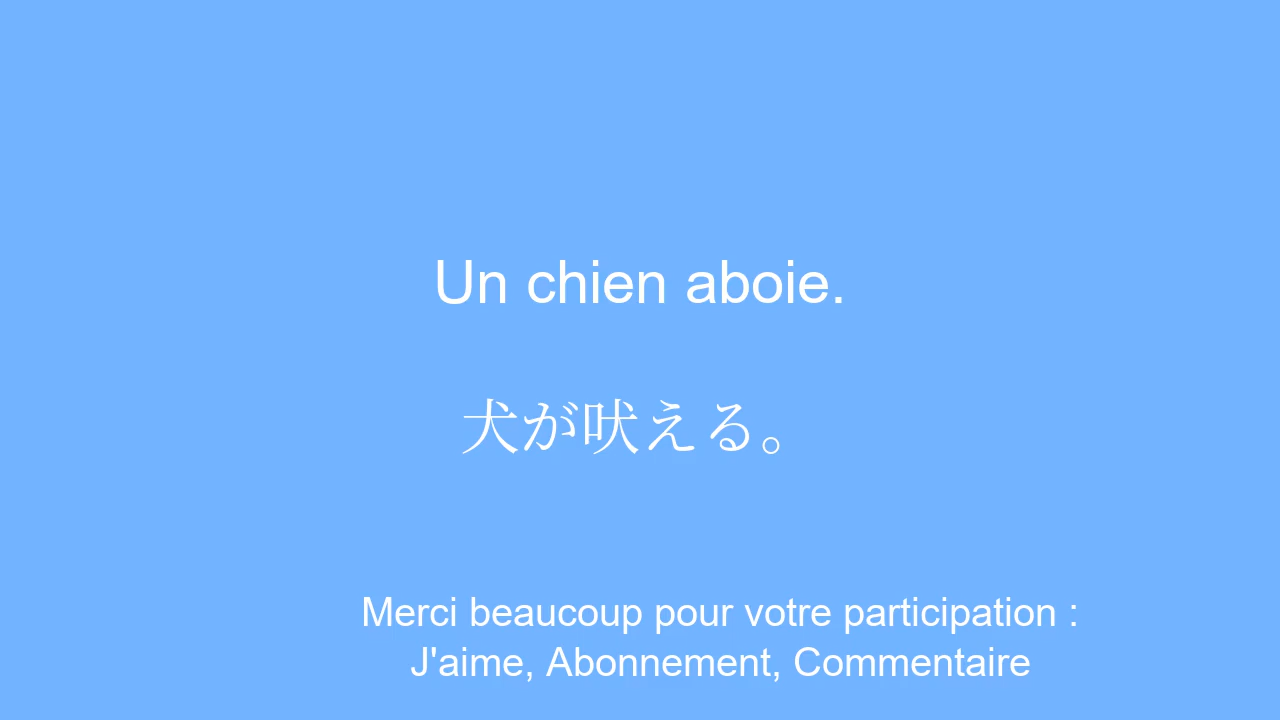 Un chien aboie.
犬が吠える。
Merci beaucoup pour votre participation :
J'aime, Abonnement, Commentaire